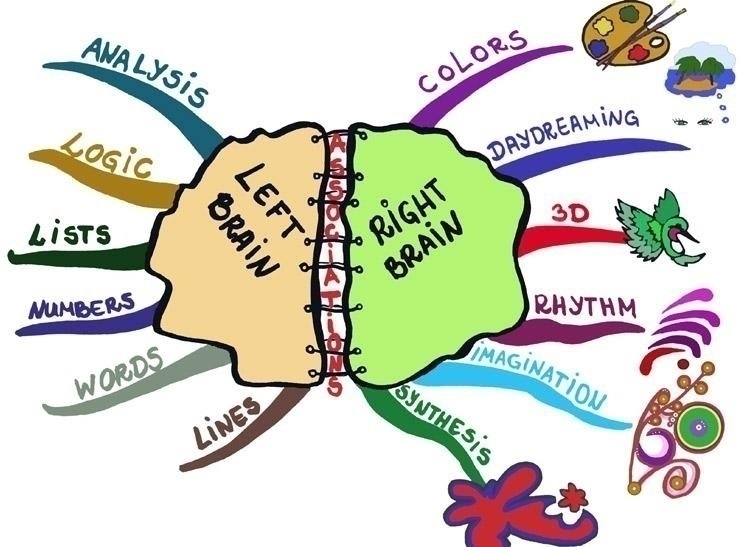 ANALYSIS
LOGIC
LISTS
NUMBERS
WORDS
LINES
LEFT
BRAIN
ASSOCIATIONS
RIGHT
BRAIN
COLORS
DAYDREAMING
3D
RHYTHM
IMAGINATION
SYNTHESIS